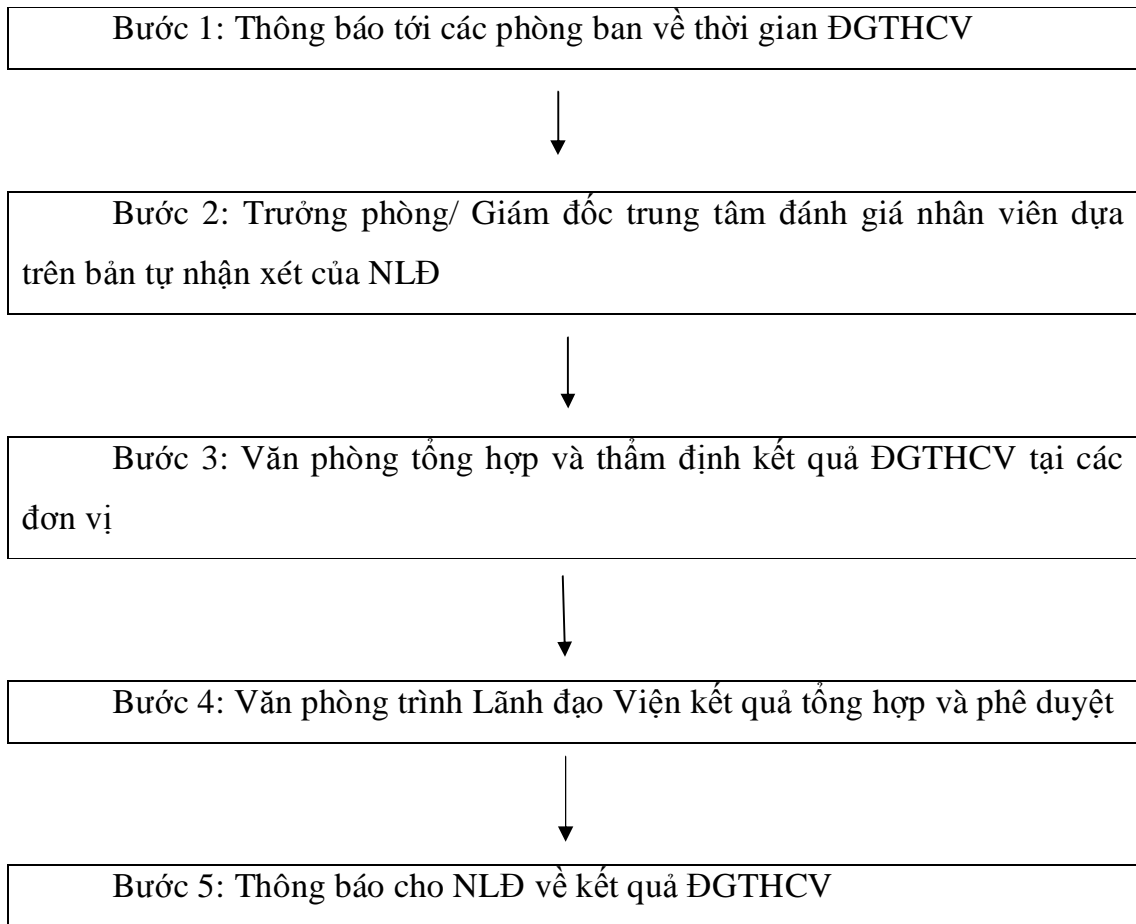 Bước 1: Thông báo tới các phòng ban về thời gian ĐGTHCV
Bước 2: Trưởng phòng/ Giám đốc trung tâm đánh giá nhân viên dựa
trên bản tự nhận xét của NLĐ
Bước 3: Văn phòng tổng hợp và thẩm định kết quả ĐGTHCV tại các
đơn vị
Bước 4: Văn phòng trình Lãnh đạo Viện kết quả tổng hợp và phê duyệt
Bước 5: Thông báo cho NLĐ về kết quả ĐGTHCV